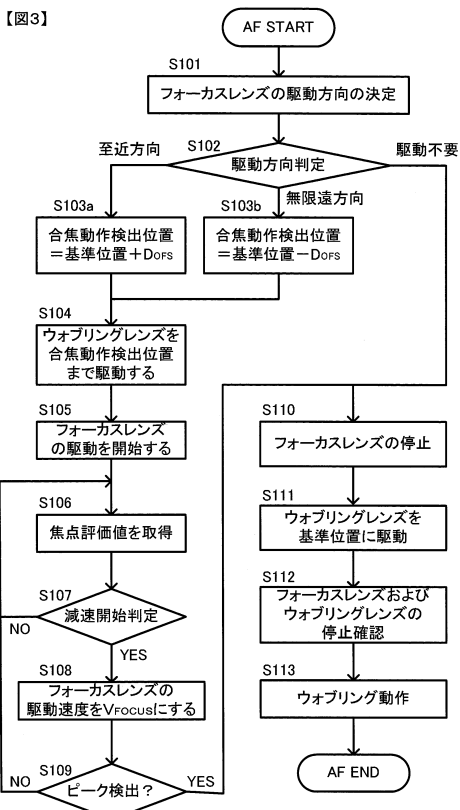 【図3】
AF START
S101
フォーカスレンズの駆動方向の決定
S102
駆動方向判定
至近方向
無限遠方向
駆動不要
S103a
合焦動作検出位置
＝基準位置＋DOFS
S103b
合焦動作検出位置
＝基準位置－DOFS
S104
ウォブリングレンズを
合焦動作検出位置
まで駆動する
S105
フォーカスレンズ
の駆動を開始する
S106
焦点評価値を取得
S107
減速開始判定
NO
YES
S108
フォーカスレンズの
駆動速度をVFOCUSにする
S109
ピーク検出？
NO
YES
S110
フォーカスレンズの停止
S111
ウォブリングレンズを
基準位置に駆動
S112
フォーカスレンズおよび
ウォブリングレンズの
停止確認
S113
ウォブリング動作
AF END